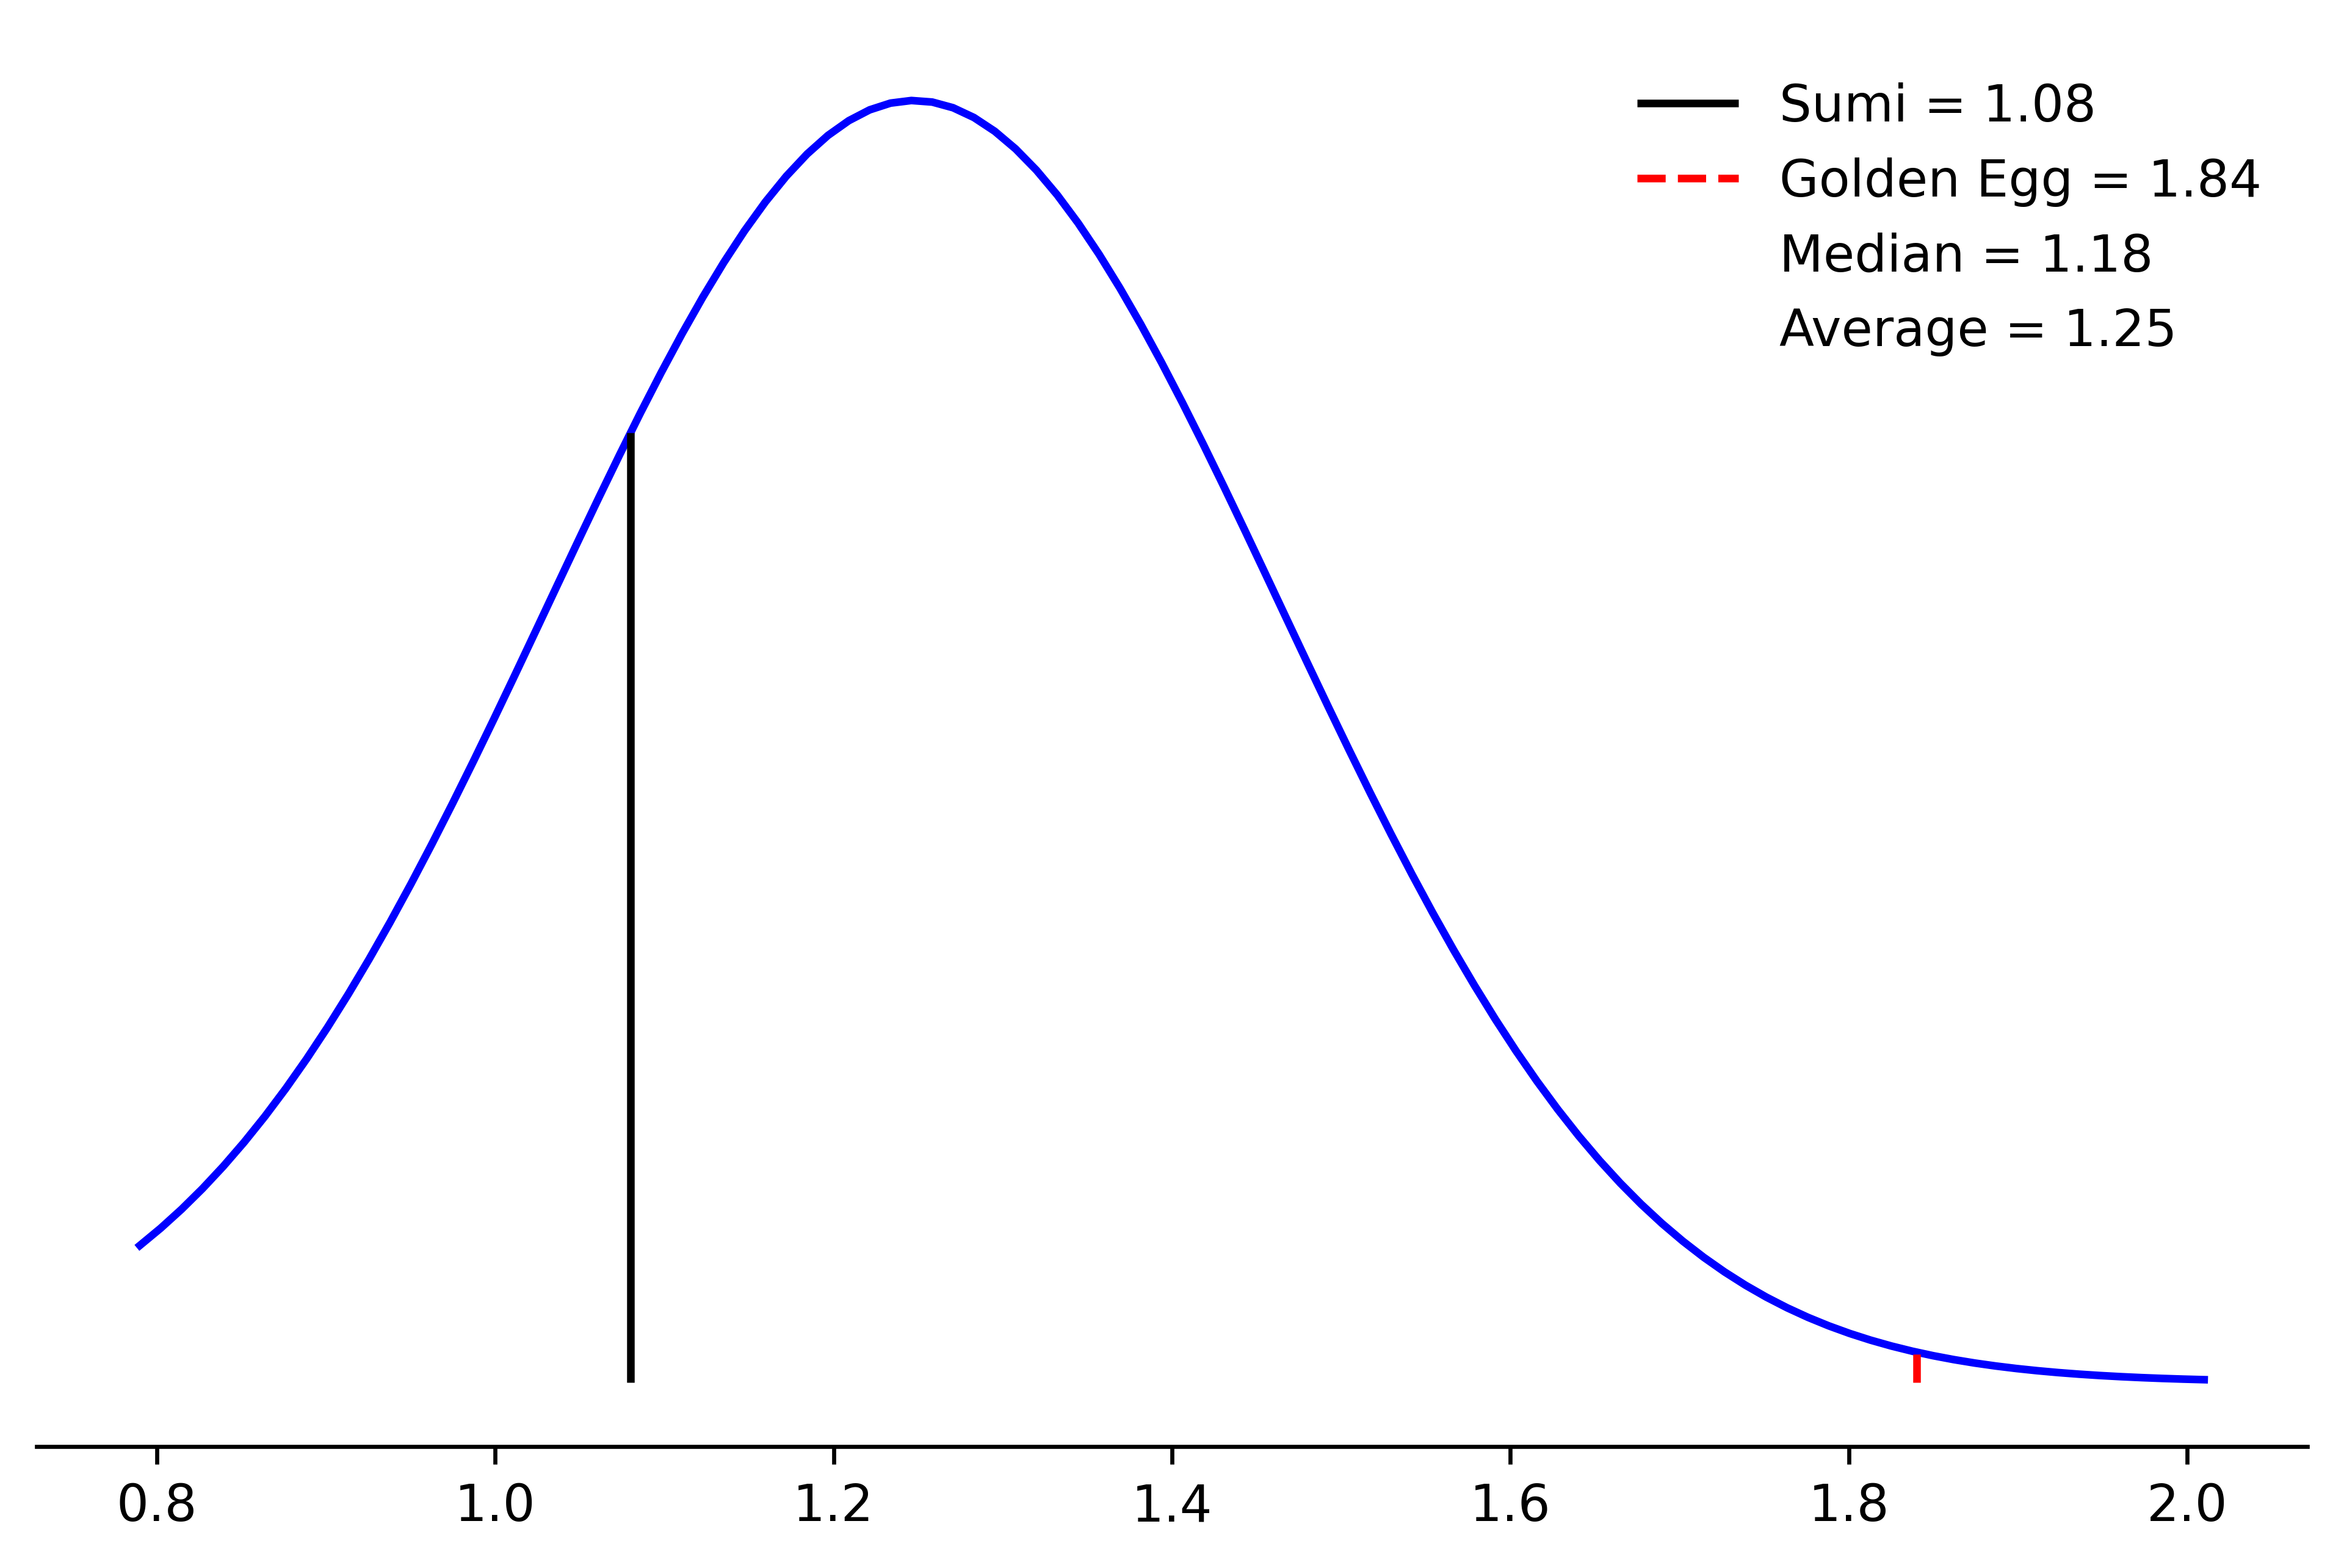 Sumi = 1.08
Golden Egg = 1.84
Median = 1.18
Average = 1.25
0.8 1.0 1.2 1.4 1.6 1.8 2.0